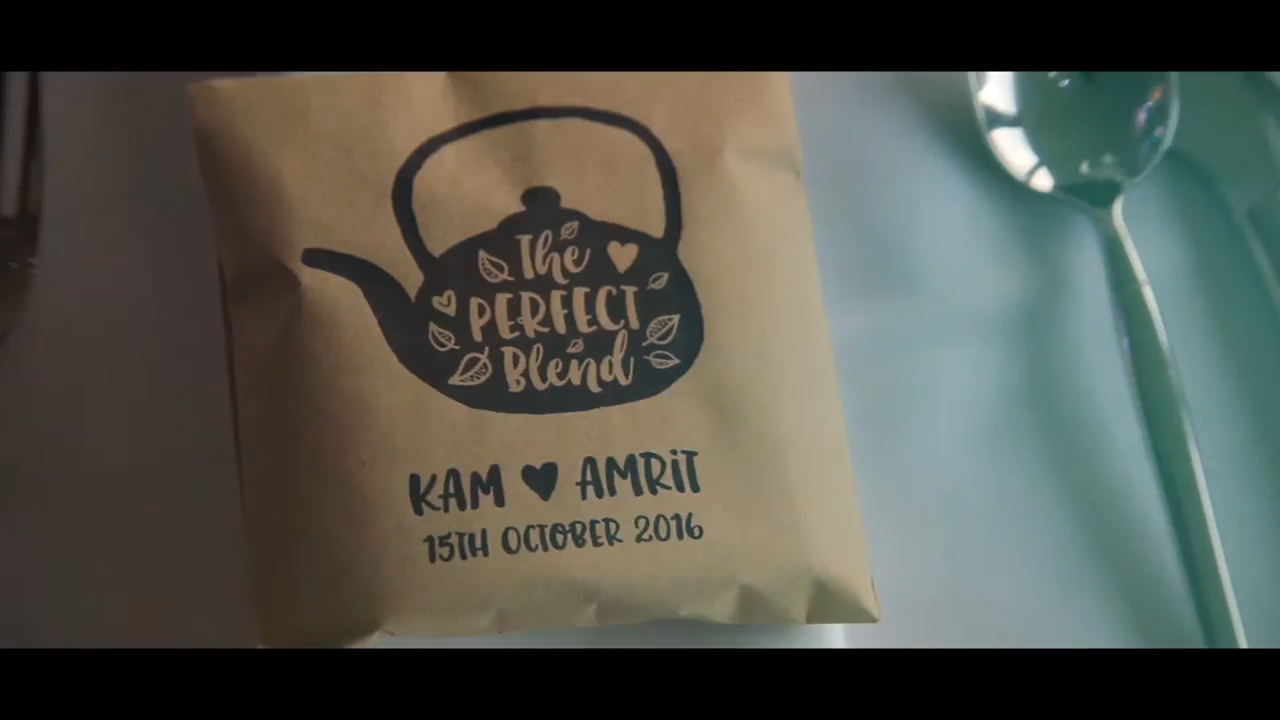 The
PERFECT
Blend
KAM ♥ AMRIT
15TH OCTOBER 2016